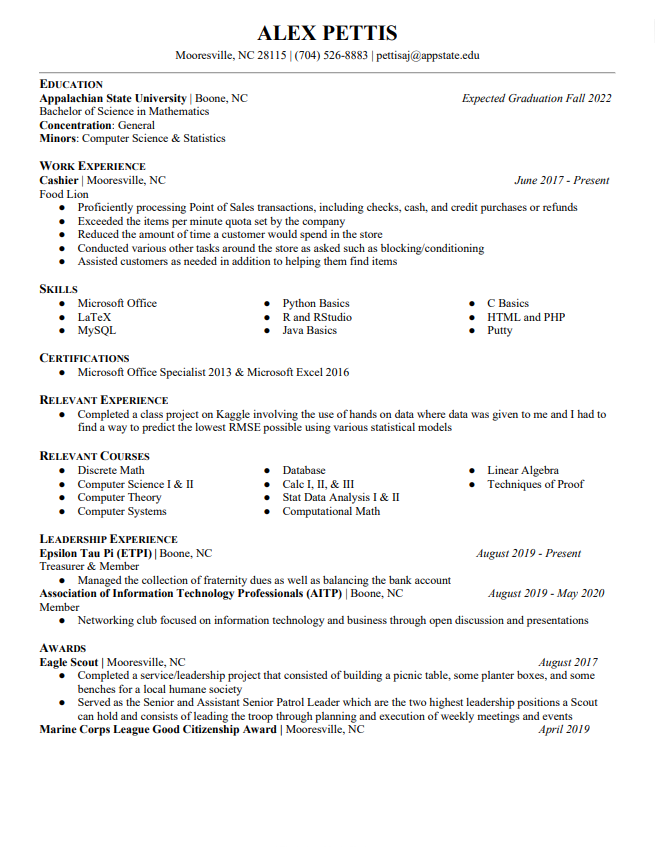 ALEX PETTIS
Mooresville, NC 28115 | (704) 526-8883 | pettisaj@appstate.edu
EDUCATION
Appalachian State University | Boone, NC Expected Graduation Fall 2022
Bachelor of Science in Mathematics
Concentration: General
Minors: Computer Science & Statistics
WORK EXPERIENCE
Cashier | Mooresville, NC June 2017 - Present
Food Lion
● Proficiently processing Point of Sales transactions, including checks, cash, and credit purchases or refunds
● Exceeded the items per minute quota set by the company
● Reduced the amount of time a customer would spend in the store
● Conducted various other tasks around the store as asked such as blocking/conditioning
● Assisted customers as needed in addition to helping them find items
SKILLS
● Microsoft Office ● Python Basics ● C Basics
● LaTeX ● R and RStudio ● HTML and PHP
● MySQL ● Java Basics ● Putty
CERTIFICATIONS
● Microsoft Office Specialist 2013 & Microsoft Excel 2016
RELEVANT EXPERIENCE
● Completed a class project on Kaggle involving the use of hands on data where data was given to me and I had to
find a way to predict the lowest RMSE possible using various statistical models
RELEVANT COURSES
● Discrete Math ● Database ● Linear Algebra
● Computer Science I & II ● Calc I, II, & III ● Techniques of Proof
● Computer Theory ● Stat Data Analysis I & II
● Computer Systems ● Computational Math
LEADERSHIP EXPERIENCE
Epsilon Tau Pi (ETPI) | Boone, NC August 2019 - Present
Treasurer & Member
● Managed the collection of fraternity dues as well as balancing the bank account
Association of Information Technology Professionals (AITP) | Boone, NC August 2019 - May 2020
Member
● Networking club focused on information technology and business through open discussion and presentations
AWARDS
Eagle Scout | Mooresville, NC August 2017
● Completed a service/leadership project that consisted of building a picnic table, some planter boxes, and some
benches for a local humane society
● Served as the Senior and Assistant Senior Patrol Leader which are the two highest leadership positions a Scout
can hold and consists of leading the troop through planning and execution of weekly meetings and events
Marine Corps League Good Citizenship Award | Mooresville, NC April 2019